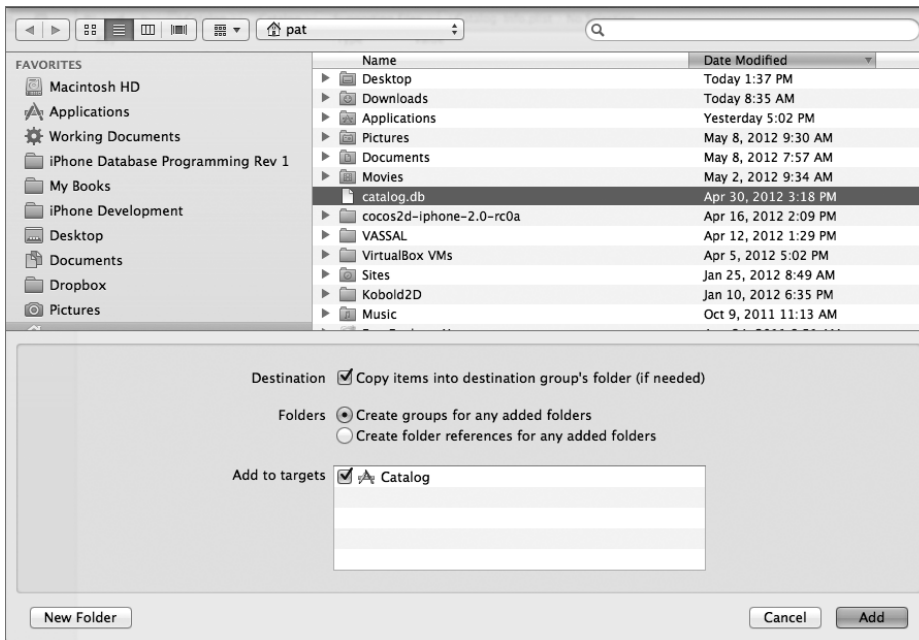 pat
FAVORITES
Macintosh HD
Applications
Working Documents
iPhone Database Programming Rev 1
My Books
iPhone Development
Desktop
Documents
Dropbox
Pictures
Name Date Modified
Desktop Today 1:37 PM
Downloads Today 8:35 AM
Applications Yesterday 5:02 PM
Pictures May 8, 2012 9:30 AM
Documents May 8, 2012 7:57 AM
Movies May 2, 2012 9:34 AM
catalog.db Apr 30, 2012 3:18 PM
cocos2d-iphone-2.0-rc0a Apr 16, 2012 2:09 PM
VASSAL Apr 12, 2012 1:29 PM
VirtualBox VMs Apr 5, 2012 5:02 PM
Sites Jan 25, 2012 8:49 AM
Kobold2D Jan 10, 2012 6:35 PM
Music Oct 9, 2011 11:13 AM
Destination Copy items into destination group's folder (if needed)
Folders Create groups for any added folders
Create folder references for any added folders
Add to targets Catalog
New Folder Cancel Add